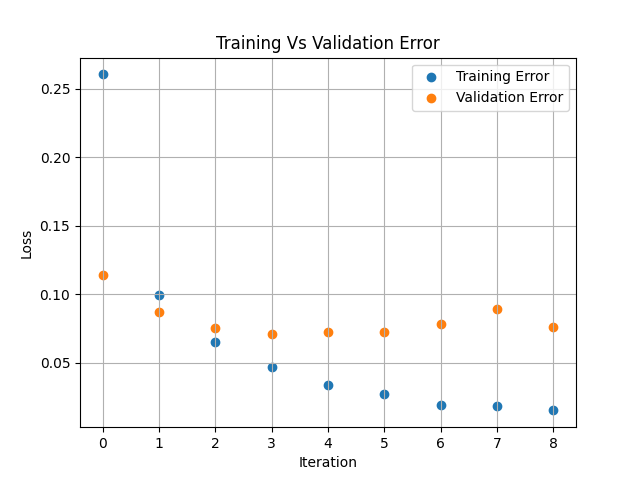 Training Vs Validation Error
Training Error
Validation Error
0.25
0.20
0.15
0.10
0.05
Loss
0 1 2 3 4 5 6 7 8
Iteration